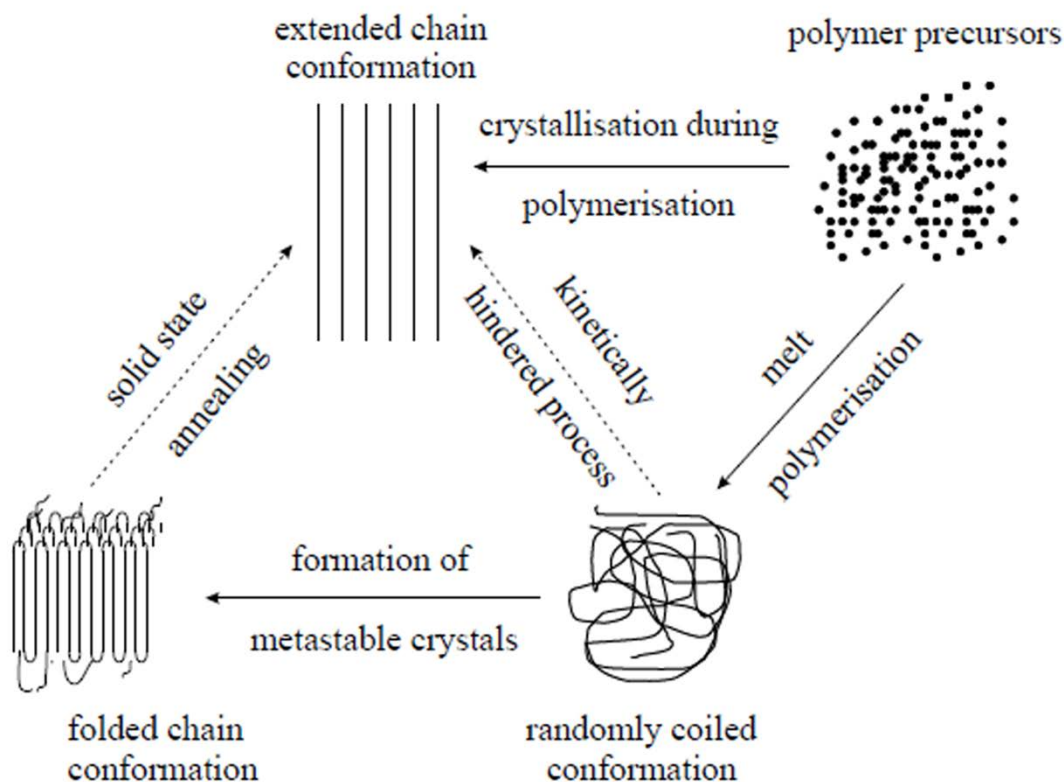 extended chain
conformation
polymer precursors
crystallisation during
polymerisation
solid state
annealing
kinetically
hindered process
melt
polymerisation
formation of
metastable crystals
folded chain
conformation
randomly coiled
conformation